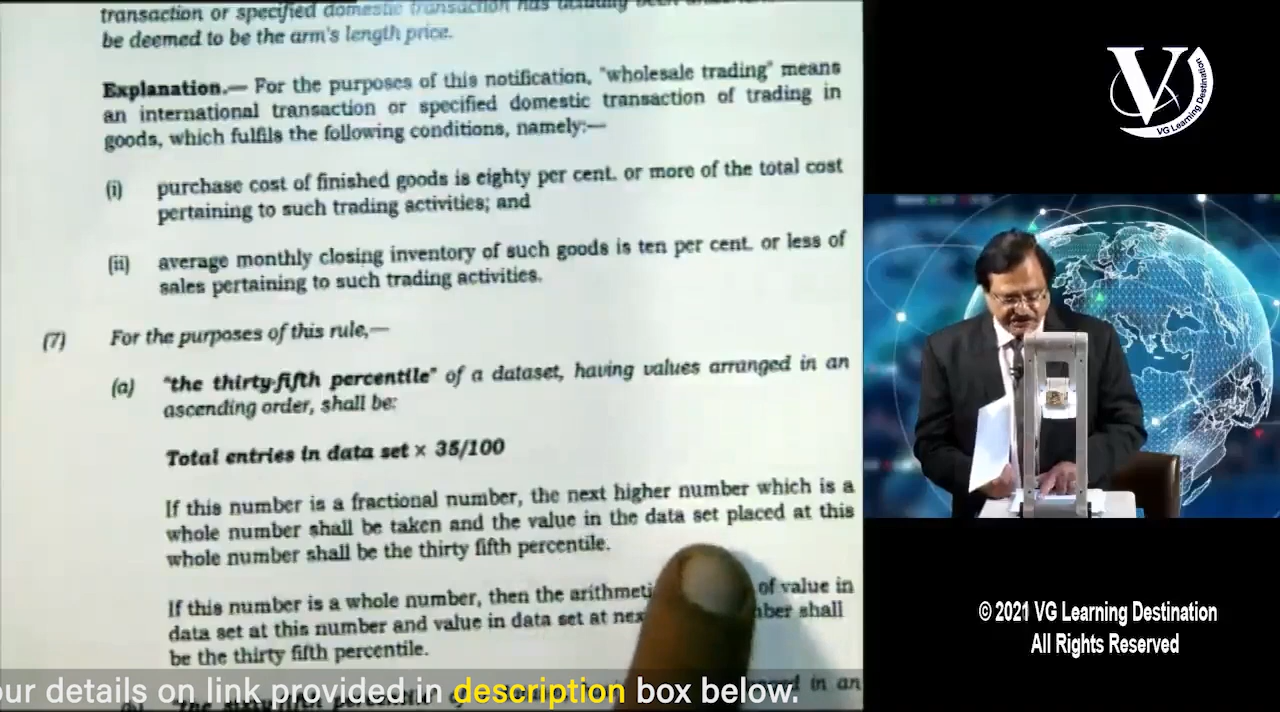 transaction or specified domestic transaction has actually been
be deemed to be the arm's length price.
Explanation.— For the purposes of this notification, "wholesale trading" means
an international transaction or specified domestic transaction of trading in
goods, which fulfils the following conditions, namely:—
(i) purchase cost of finished goods is eighty per cent. or more of the total cost
pertaining to such trading activities; and
(ii) average monthly closing inventory of such goods is ten per cent. or less of
sales pertaining to such trading activities.
(7) For the purposes of this rule,—
(a) "the thirty-fifth percentile" of a dataset, having values arranged in an
ascending order, shall be:
Total entries in data set × 35/100
If this number is a fractional number, the next higher number which is a
whole number shall be taken and the value in the data set placed at this
whole number shall be the thirty fifth percentile.
If this number is a whole number, then the arithmeti of value in
data set at this number and value in data set at nex mber shall
be the thirty fifth percentile.
in an
our details on link provided in description box below.
V
VG Learning Destination
© 2021 VG Learning Destination
All Rights Reserved